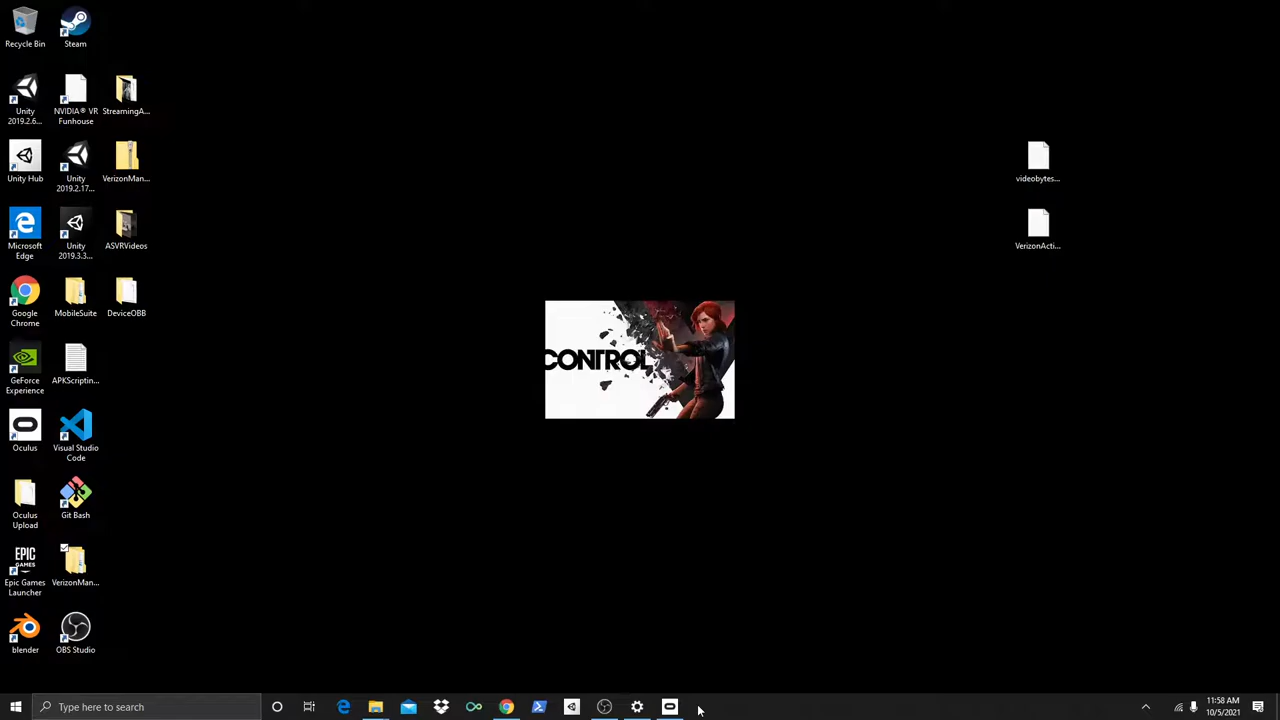 Recycle Bin
Steam
Unity
2019.2.6...
NVIDIA® VR
Funhouse
StreamingA...
Unity Hub
Unity
2019.2.17...
VerizonMan...
Microsoft
Edge
Unity
2019.3.3...
ASVRVideos
Google
Chrome
MobileSuite
DeviceOBB
GeForce
Experience
APKScriptin...
Oculus
Visual Studio
Code
Oculus
Upload
Git Bash
EPIC
GAMES
Epic Games
Launcher
VerizonMan...
blender
OBS Studio
CONTROL
videobytes...
VerizonActi...
Type here to search
11:58 AM
10/5/2021